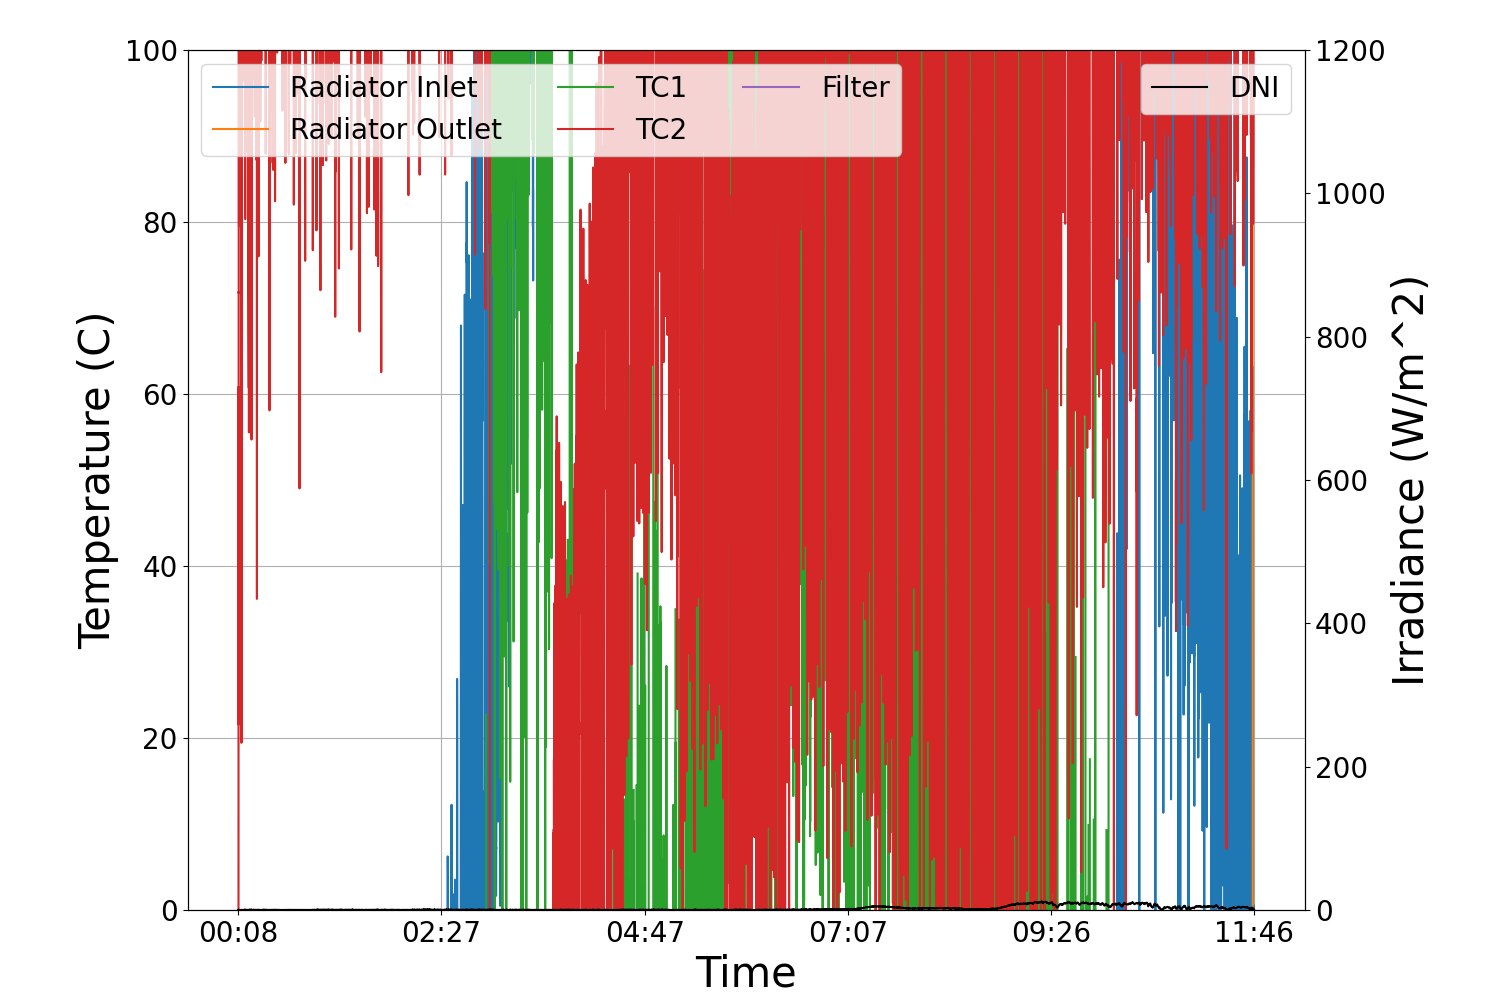 Radiator Inlet
Radiator Outlet
TC1
TC2
Filter
DNI
100
80
60
40
20
0
Temperature (C)
1200
1000
800
600
400
200
0
Irradiance (W/m^2)
00:08 02:27 04:47 07:07 09:26 11:46
Time